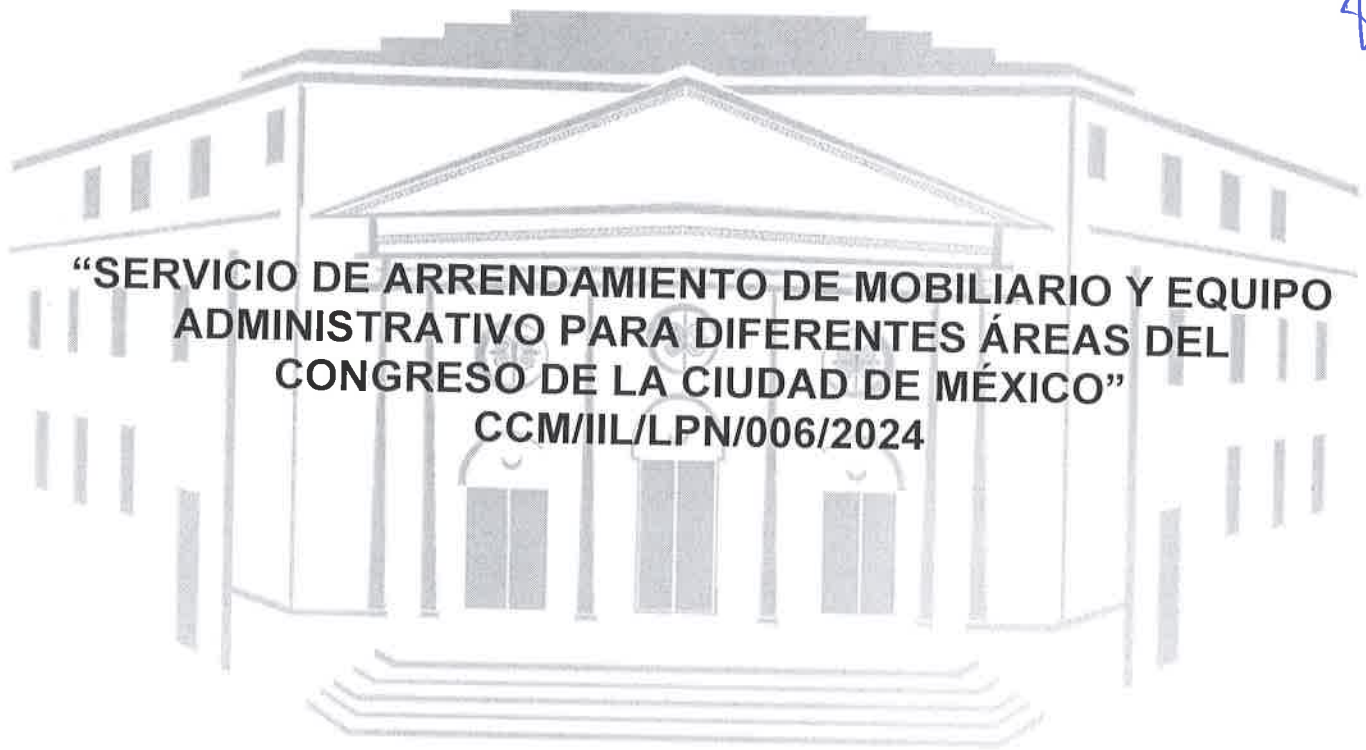 “SERVICIO DE ARRENDAMIENTO DE MOBILIARIO Y EQUIPO
ADMINISTRATIVO PARA DIFERENTES ÁREAS DEL
CONGRESO DE LA CIUDAD DE MÉXICO”
CCM/IIL/LPN/006/2024